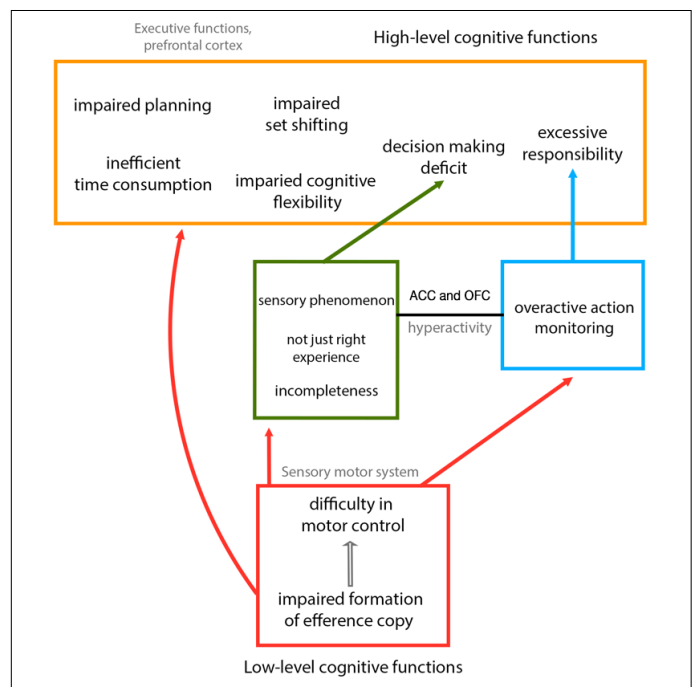 Executive functions,
prefrontal cortex
High-level cognitive functions
impaired planning
impaired
set shifting
decision making
deficit
excessive
responsibility
inefficient
time consumption
imparied cognitive
flexibility
sensory phenomenon
not just right
experience
incompleteness
ACC and OFC
hyperactivity
overactive action
monitoring
Sensory motor system
difficulty in
motor control
impaired formation
of efference copy
Low-level cognitive functions